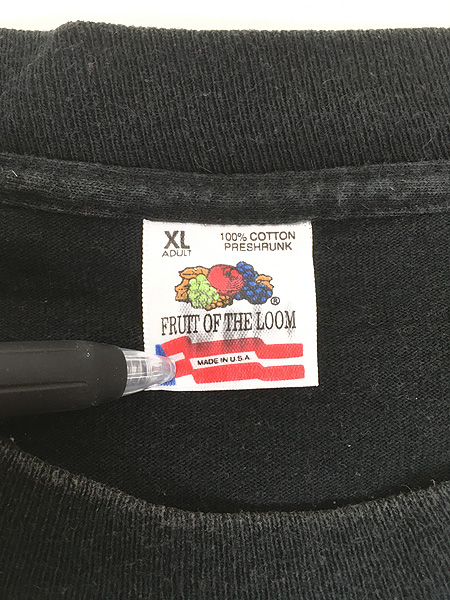 XL
ADULT
100% COTTON
PRESHRUNK
®
FRUIT OF THE LOOM
MADE IN U.S.A